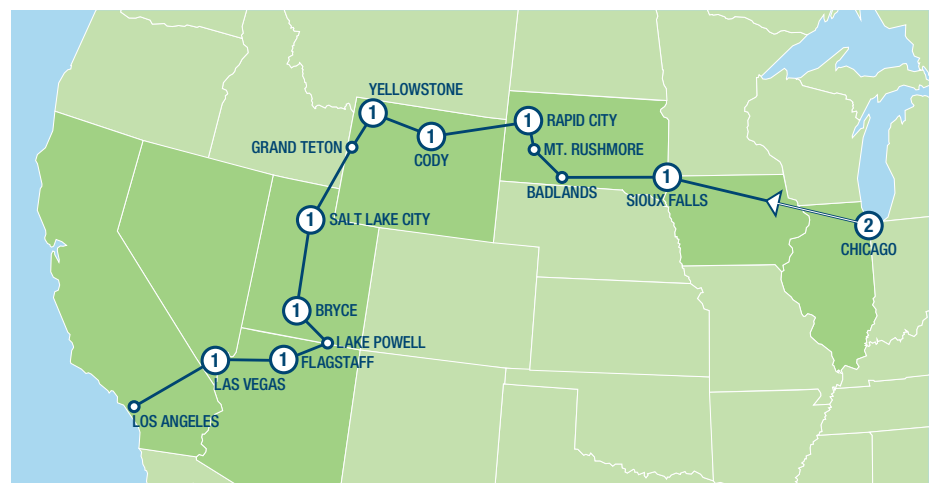 YELLOWSTONE
1
1
RAPID CITY
1
CODY
GRAND TETON
MT. RUSHMORE
BADLANDS
1
SIOUX FALLS
1
SALT LAKE CITY
2
CHICAGO
1
BRYCE
LAKE POWELL
1
FLAGSTAFF
1
LAS VEGAS
LOS ANGELES